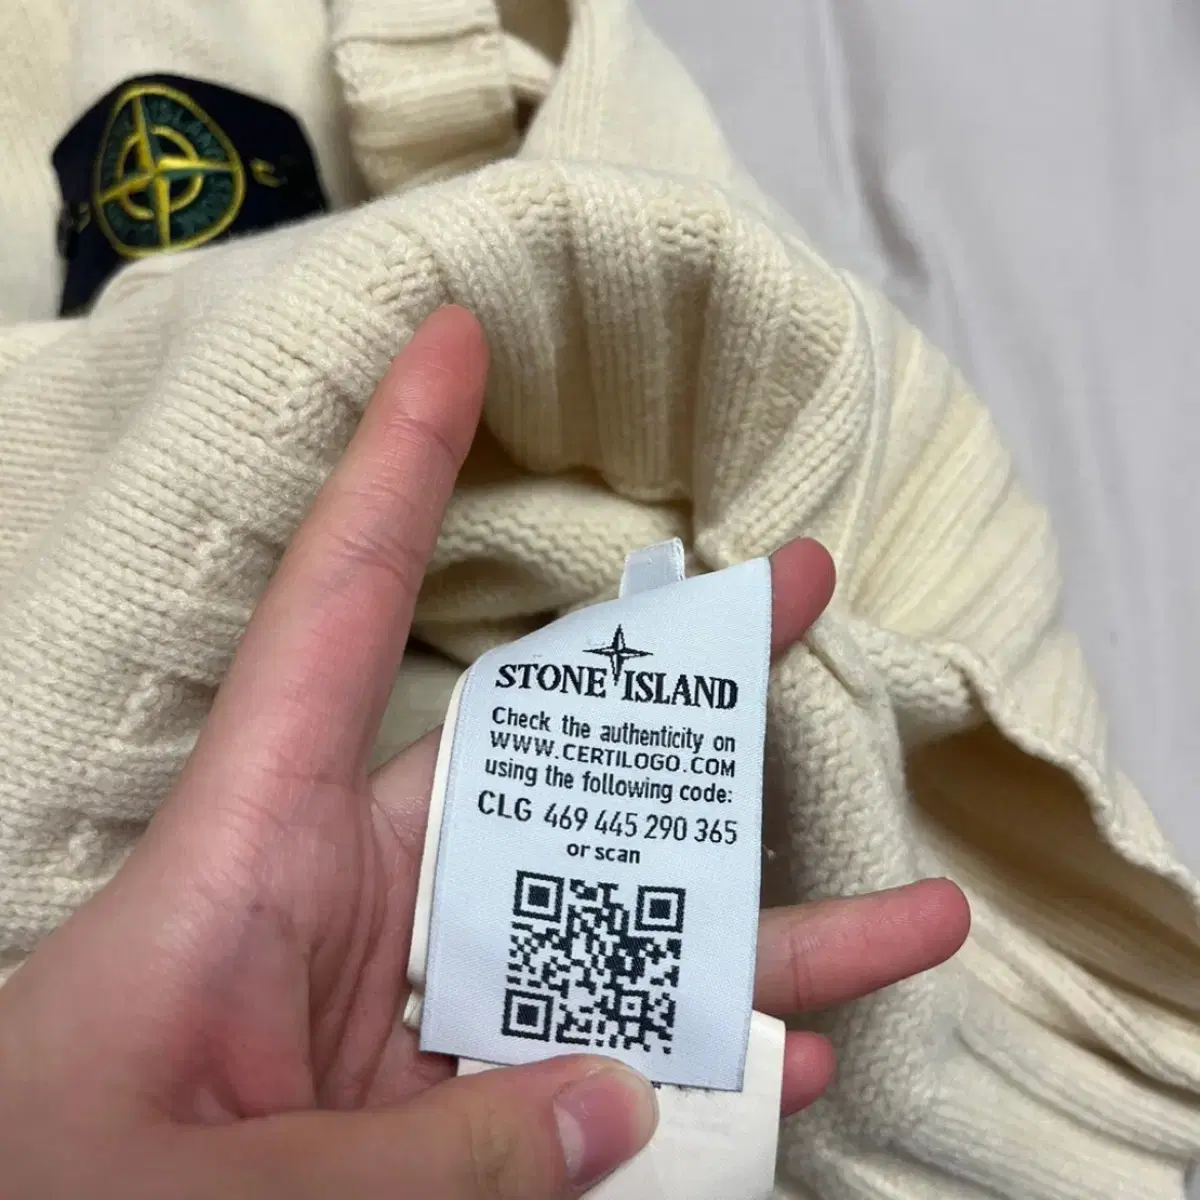 STONE ISLAND
Check the authenticity on
WWW.CERTILOGO.COM
using the following code:
CLG 469 445 290 365
or scan